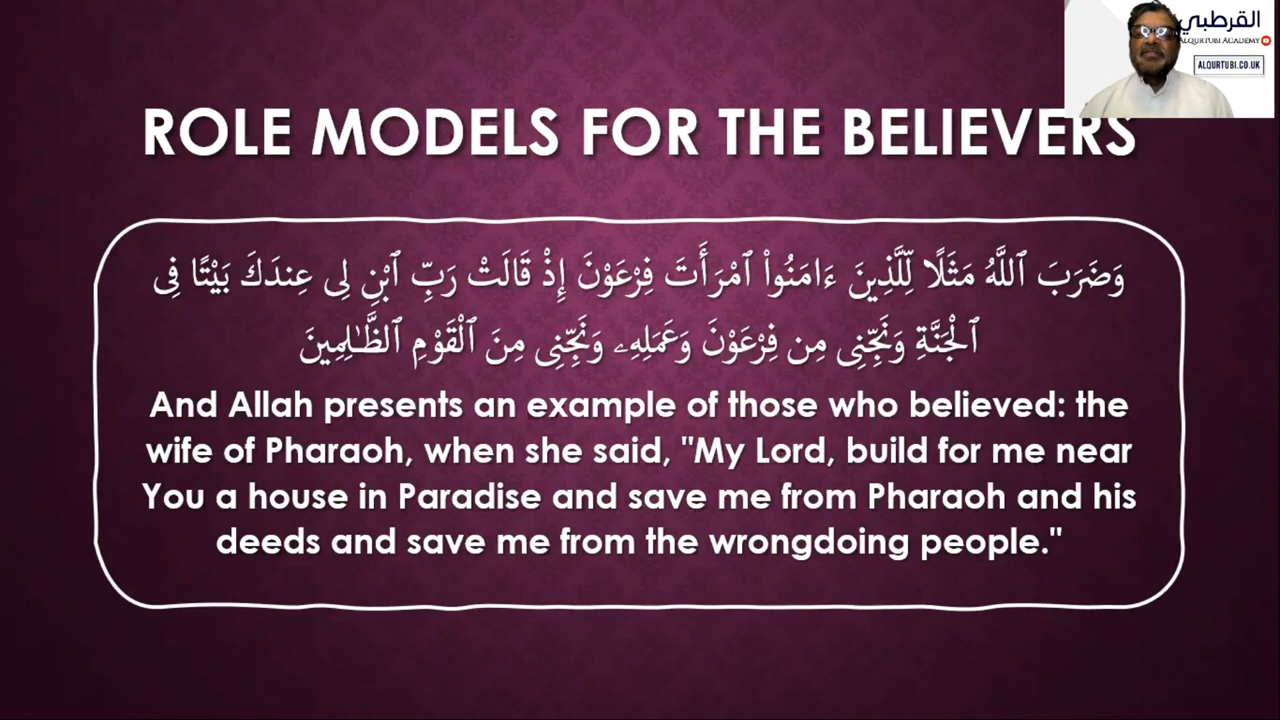 القرطبي
ALQURTUBI ACADEMY
ALQURTUBI.CO.UK
ROLE MODELS FOR THE BELIEVERS
وَضَرَبَ ٱللَّهُ مَثَلًا لِّلَّذِينَ ءَامَنُوا۟ ٱمْرَأَتَ فِرْعَوْنَ إِذْ قَالَتْ رَبِّ ٱبْنِ لِى عِندَكَ بَيْتًا فِى
ٱلْجَنَّةِ وَنَجِّنِى مِن فِرْعَوْنَ وَعَمَلِهِۦ وَنَجِّنِى مِنَ ٱلْقَوْمِ ٱلظَّـٰلِمِينَ
And Allah presents an example of those who believed: the
wife of Pharaoh, when she said, "My Lord, build for me near
You a house in Paradise and save me from Pharaoh and his
deeds and save me from the wrongdoing people."